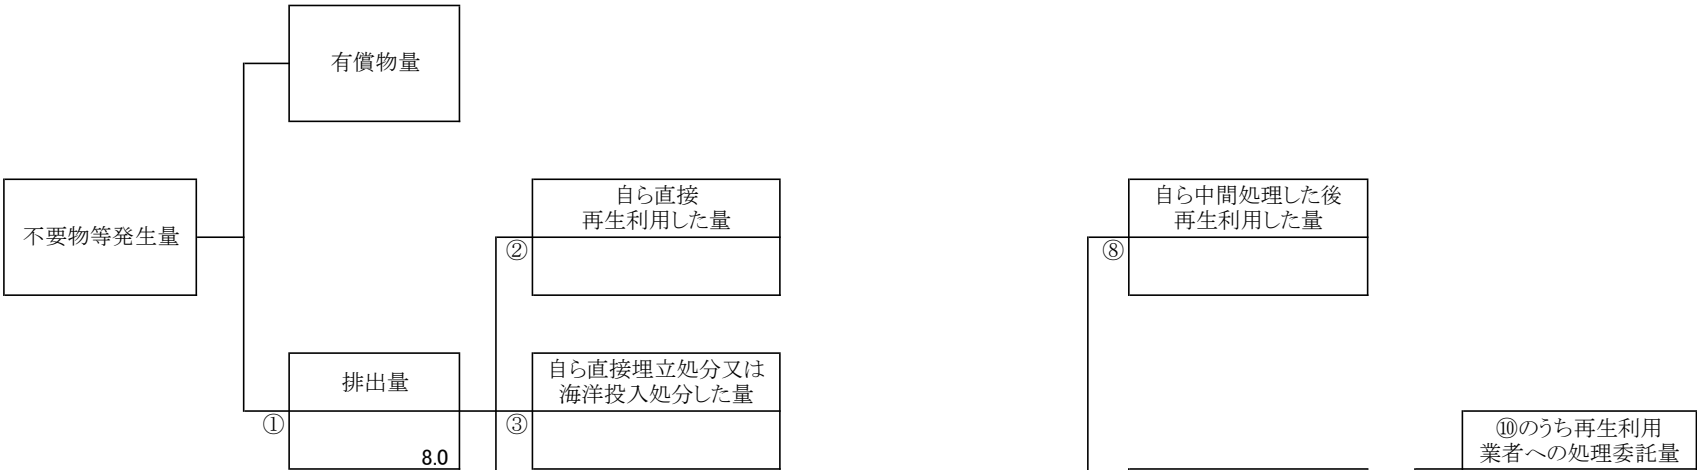 有償物量
不要物等発生量
自ら直接
再生利用した量
②
自ら中間処理した後
再生利用した量
⑧
排出量
①
8.0
自ら直接埋立処分又は
海洋投入処分した量
③
⑩のうち再生利用
業者への処理委託量